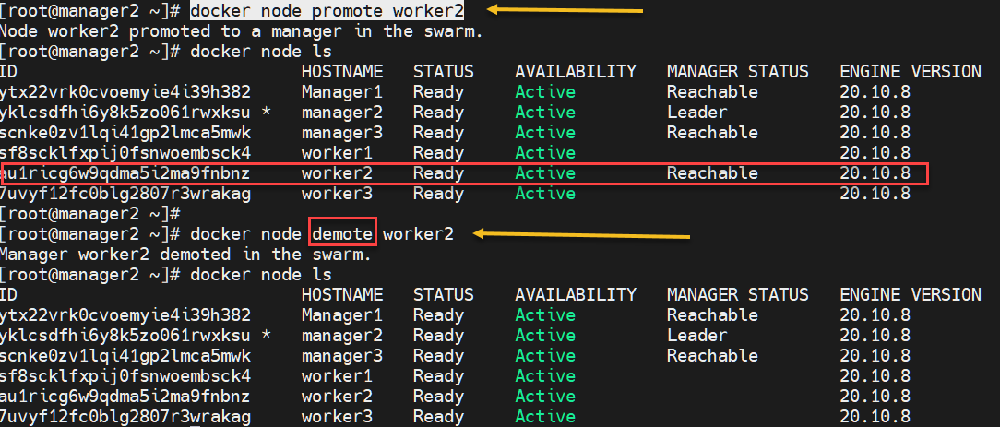 [root@manager2 ~]# docker node promote worker2
Node worker2 promoted to a manager in the swarm.
[root@manager2 ~]# docker node ls
ID HOSTNAME STATUS AVAILABILITY MANAGER STATUS ENGINE VERSION
ytx22vrk0cvoemyie4i39h382 Manager1 Ready Active Reachable 20.10.8
yklcsdfhi6y8k5zo061rwxksu * manager2 Ready Active Leader 20.10.8
scnke0zv1lqi41gp2lmca5mwk manager3 Ready Active Reachable 20.10.8
sf8scklfxpij0fsnwoembsck4 worker1 Ready Active 20.10.8
au1ricg6w9qdma5i2ma9fnbnz worker2 Ready Active Reachable 20.10.8
7uvyf12fc0blg2807r3wrakag worker3 Ready Active 20.10.8
[root@manager2 ~]#
[root@manager2 ~]# docker node demote worker2
Manager worker2 demoted in the swarm.
[root@manager2 ~]# docker node ls
ID HOSTNAME STATUS AVAILABILITY MANAGER STATUS ENGINE VERSION
ytx22vrk0cvoemyie4i39h382 Manager1 Ready Active Reachable 20.10.8
yklcsdfhi6y8k5zo061rwxksu * manager2 Ready Active Leader 20.10.8
scnke0zv1lqi41gp2lmca5mwk manager3 Ready Active Reachable 20.10.8
sf8scklfxpij0fsnwoembsck4 worker1 Ready Active 20.10.8
au1ricg6w9qdma5i2ma9fnbnz worker2 Ready Active 20.10.8
7uvyf12fc0blg2807r3wrakag worker3 Ready Active 20.10.8